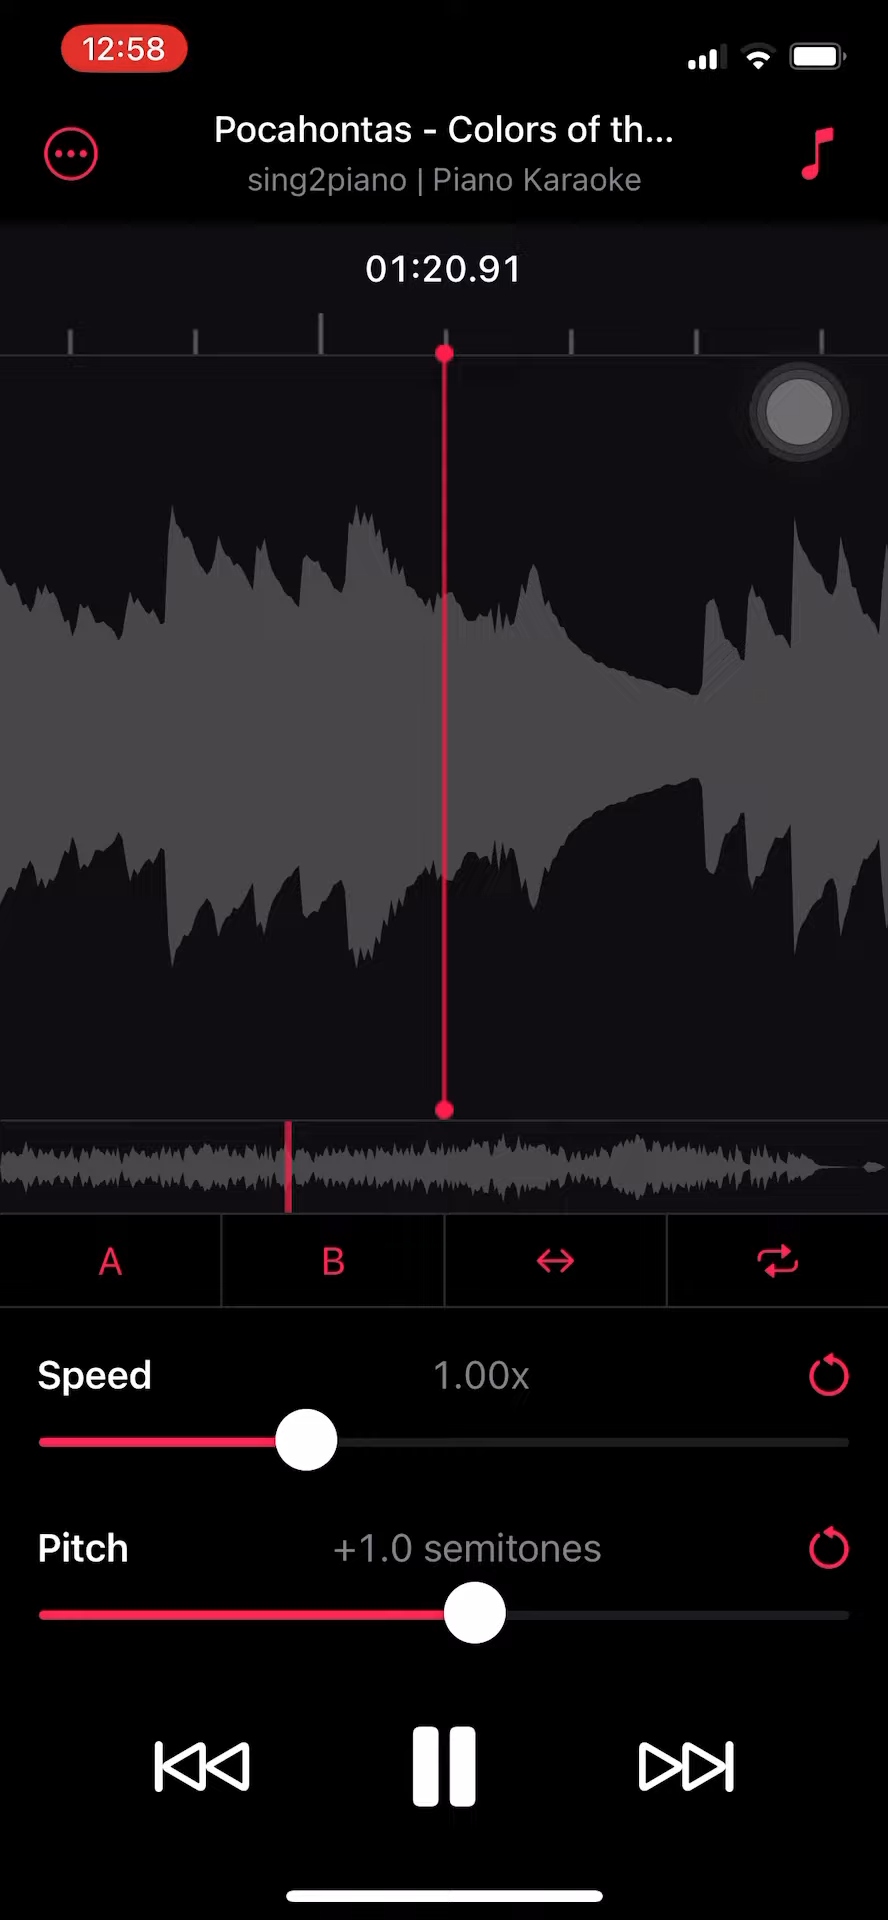 12:58
Pocahontas - Colors of th...
sing2piano | Piano Karaoke
01:20.91
A
B
Speed
1.00x
Pitch
+1.0 semitones